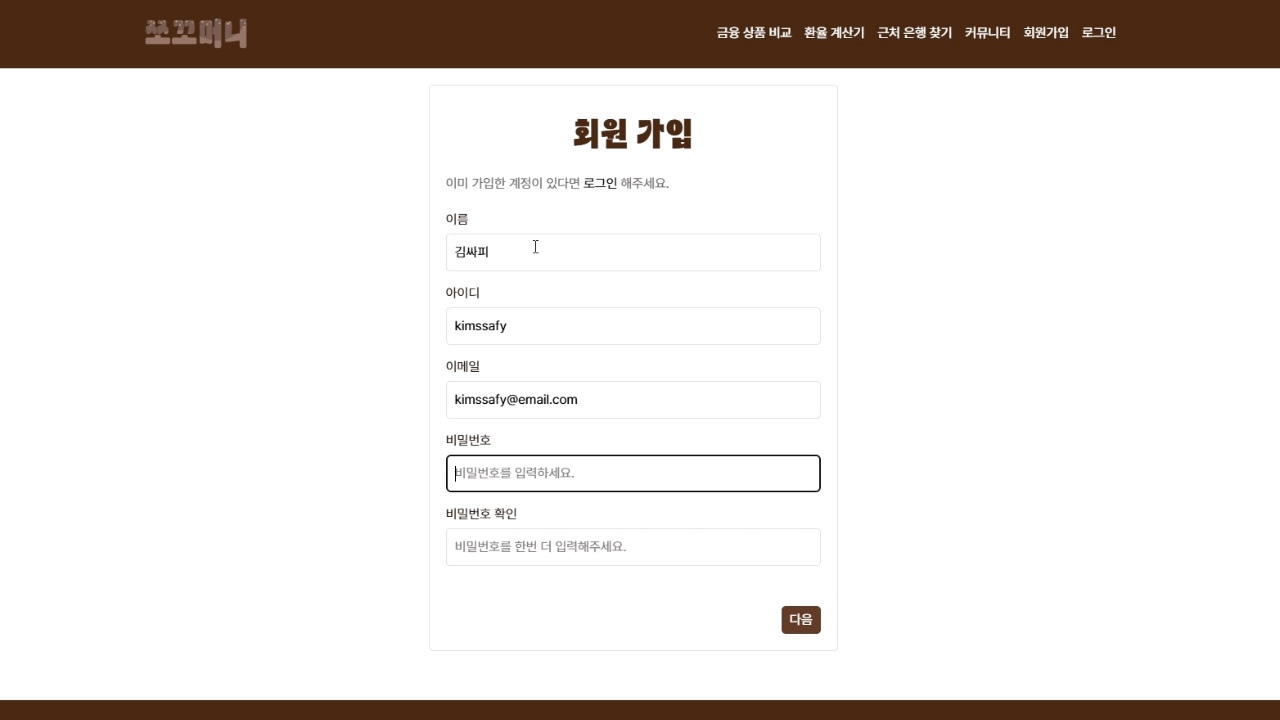 쪼꼬머니
금융 상품 비교 환율 계산기 근처 은행 찾기 커뮤니티 회원가입 로그인
회원 가입
이미 가입한 계정이 있다면 로그인 해주세요.
이름
김싸피
아이디
kimssafy
이메일
kimssafy@email.com
비밀번호
비밀번호를 입력하세요.
비밀번호 확인
비밀번호를 한번 더 입력해주세요.
다음